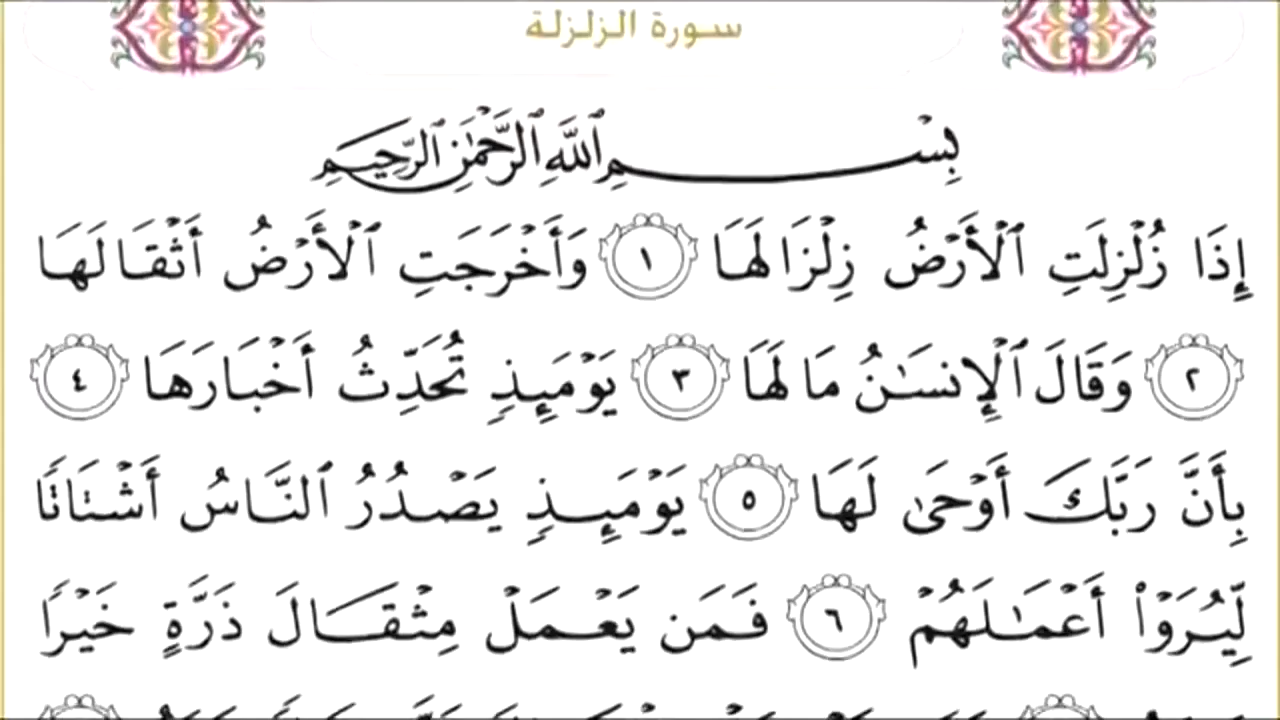 سورة الزلزلة
بِسْمِ ٱللَّهِ ٱلرَّحْمَٰنِ ٱلرَّحِيمِ
إِذَا زُلْزِلَتِ ٱلْأَرْضُ زِلْزَالَهَا ١ وَأَخْرَجَتِ ٱلْأَرْضُ أَثْقَالَهَا
٢ وَقَالَ ٱلْإِنسَٰنُ مَا لَهَا ٣ يَوْمَئِذٍ تُحَدِّثُ أَخْبَارَهَا ٤
بِأَنَّ رَبَّكَ أَوْحَىٰ لَهَا ٥ يَوْمَئِذٍ يَصْدُرُ ٱلنَّاسُ أَشْتَاتًا
لِّيُرَوْا۟ أَعْمَٰلَهُمْ ٦ فَمَن يَعْمَلْ مِثْقَالَ ذَرَّةٍ خَيْرًا